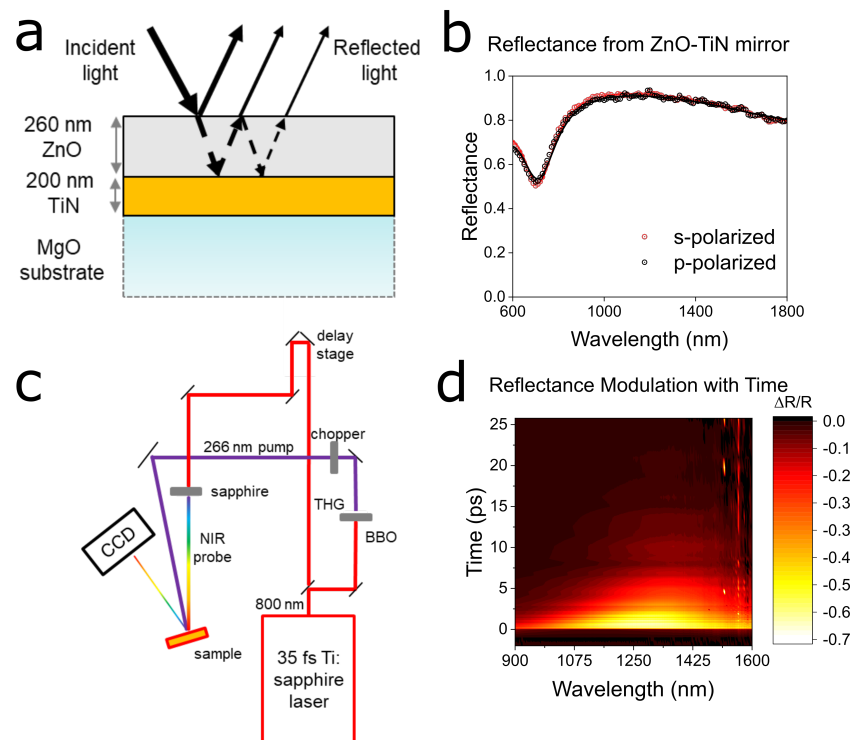 a
Incident
light
Reflected
light
260 nm
ZnO
200 nm
TiN
MgO
substrate
b
Reflectance from ZnO-TiN mirror
1.0
0.8
0.6
0.4
0.2
0.0
Reflectance
s-polarized
p-polarized
600
1000
1400
1800
Wavelength (nm)
c
delay
stage
chopper
266 nm pump
sapphire
THG
BBO
CCD
NIR
probe
800 nm
sample
35 fs Ti:
sapphire
laser
d
Reflectance Modulation with Time
ΔR/R
25
20
15
10
5
0
Time (ps)
900
1075
1250
1425
1600
Wavelength (nm)
0.0
-0.1
-0.2
-0.3
-0.4
-0.5
-0.6
-0.7